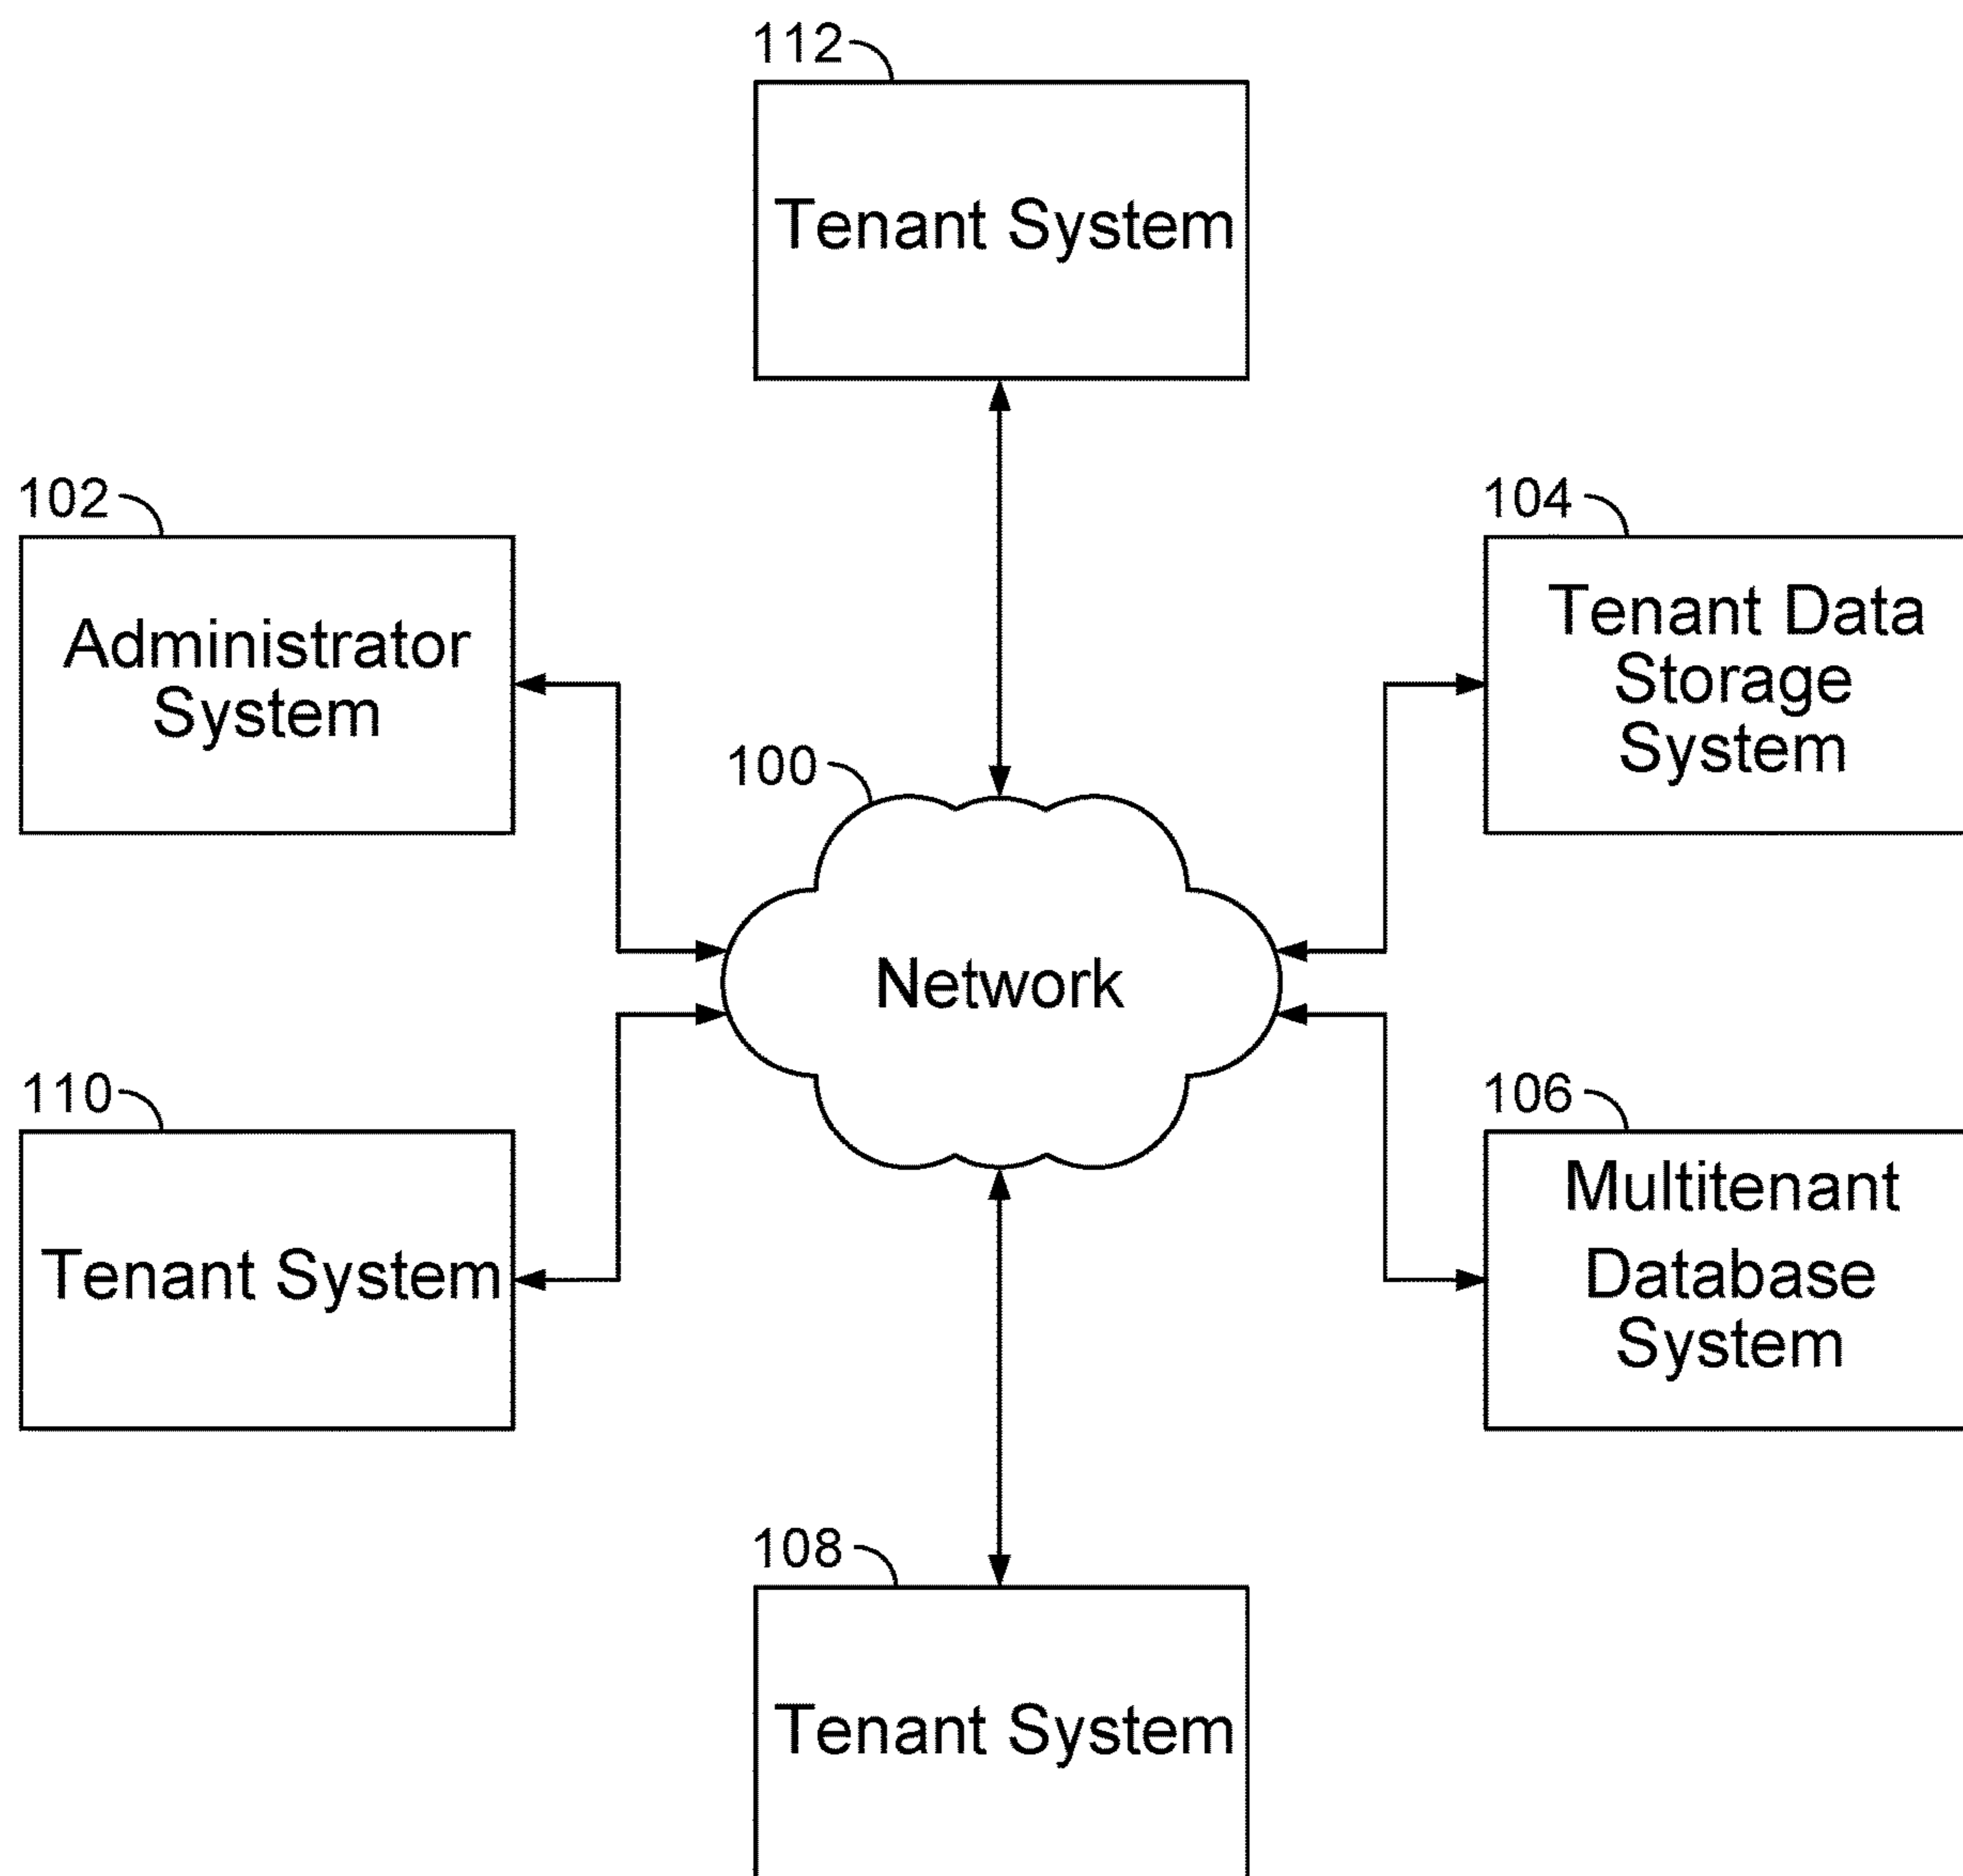 112
Tenant System
102
Administrator
System
104
Tenant Data
Storage
System
100
Network
110
Tenant System
106
Multitenant
Database
System
108
Tenant System